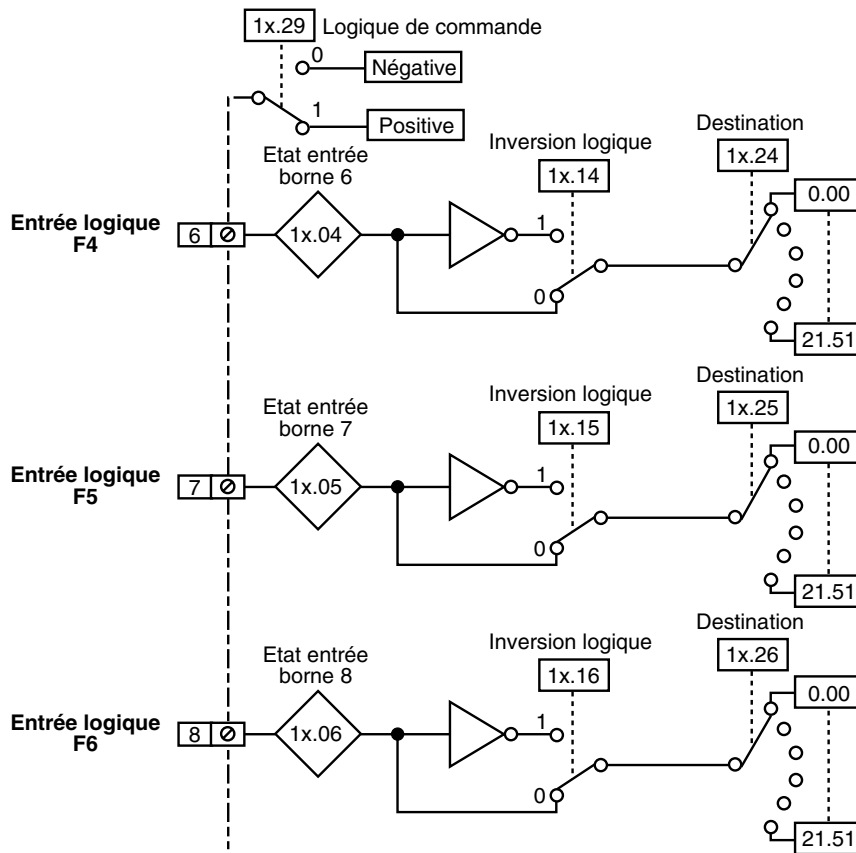 1x.29 Logique de commande
0
Négative
1
Positive
Etat entrée
borne 6
Inversion logique
Destination
1x.14
1x.24
Entrée logique
F4
6
1x.04
1
0
0.00
21.51
Etat entrée
borne 7
Inversion logique
Destination
1x.15
1x.25
Entrée logique
F5
7
1x.05
1
0
0.00
21.51
Etat entrée
borne 8
Inversion logique
Destination
1x.16
1x.26
Entrée logique
F6
8
1x.06
1
0
0.00
21.51